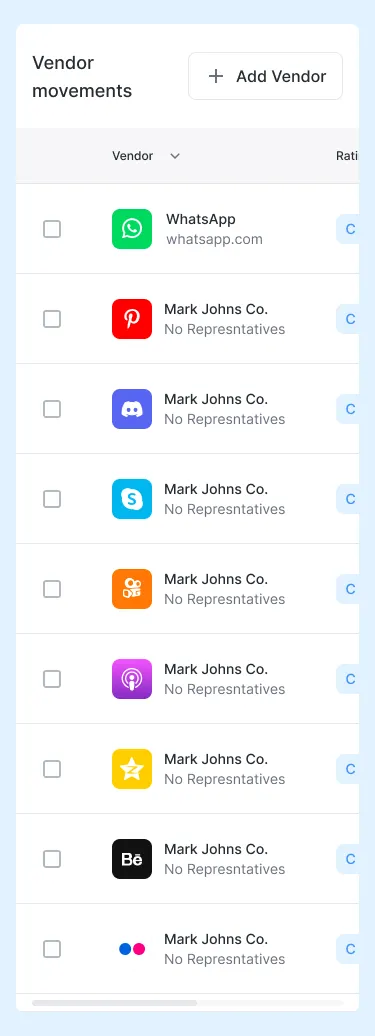 Vendor
movements
Add Vendor
Vendor
Rati
WhatsApp
whatsapp.com
C
Mark Johns Co.
No Represntatives
C
Mark Johns Co.
No Represntatives
C
Mark Johns Co.
No Represntatives
C
Mark Johns Co.
No Represntatives
C
Mark Johns Co.
No Represntatives
C
Mark Johns Co.
No Represntatives
C
Bē
Mark Johns Co.
No Represntatives
C
Mark Johns Co.
No Represntatives
C